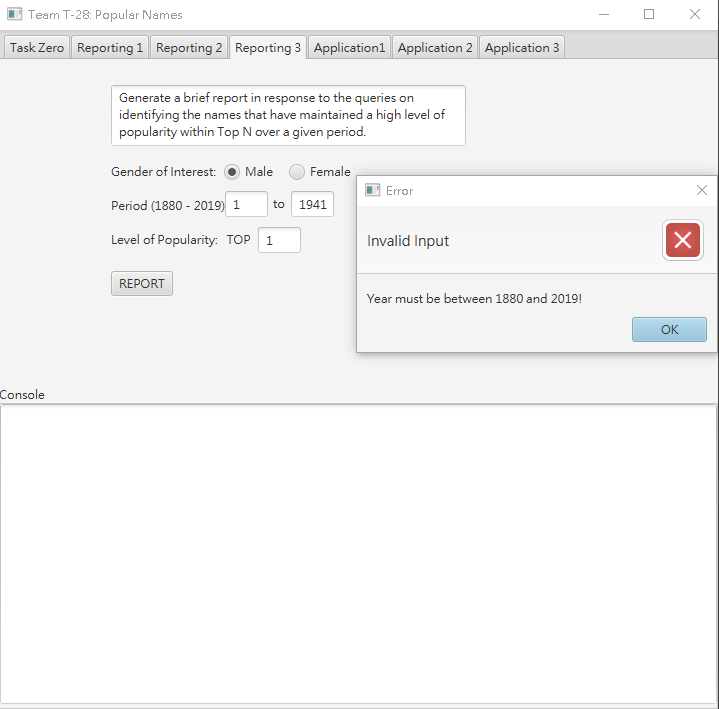 Team T-28: Popular Names
Task Zero Reporting 1 Reporting 2 Reporting 3 Application1 Application 2 Application 3
Generate a brief report in response to the queries on
identifying the names that have maintained a high level of
popularity within Top N over a given period.
Gender of Interest: Male Female
Period (1880 - 2019) 1 to 1941
Level of Popularity: TOP 1
REPORT
Error
Invalid Input
Year must be between 1880 and 2019!
OK
Console